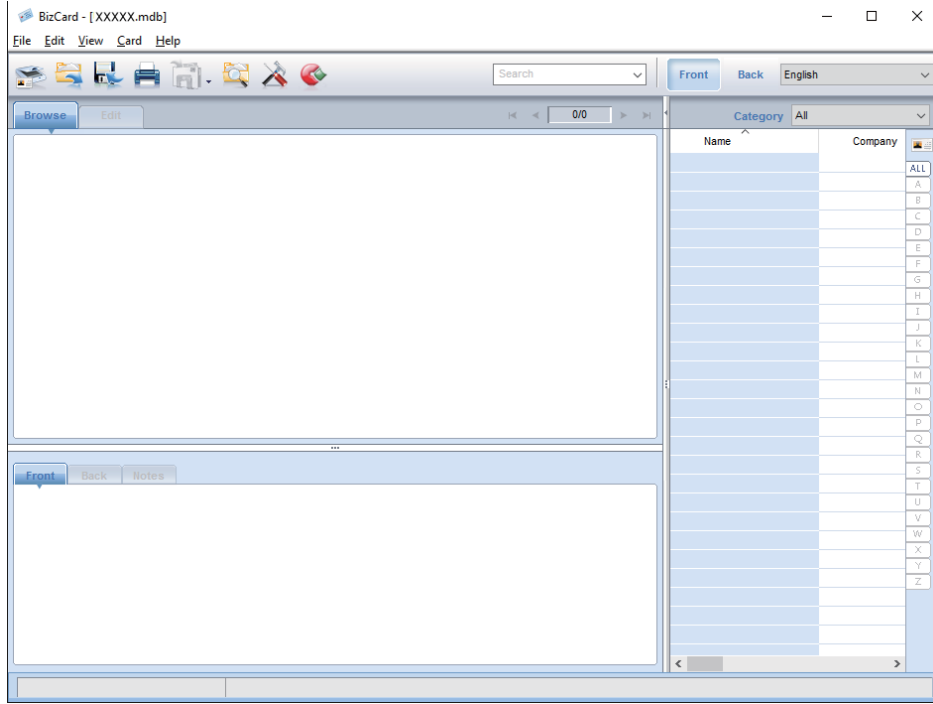 BizCard - [ XXXXX.mdb]
File Edit View Card Help
Search
Front Back English
Browse Edit 0/0
Category All
Name Company
ALL
A
B
C
D
E
F
G
H
I
J
K
L
M
N
O
P
Q
R
S
T
U
V
W
X
Y
Z
Front Back Notes